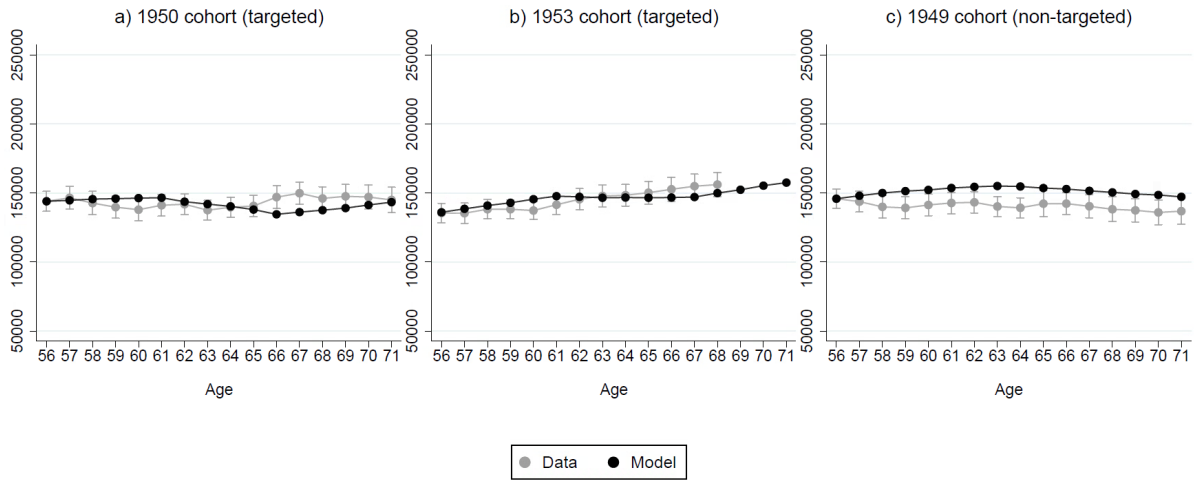 a) 1950 cohort (targeted)
250000
200000
150000
100000
50000
56 57 58 59 60 61 62 63 64 65 66 67 68 69 70 71
Age
b) 1953 cohort (targeted)
250000
200000
150000
100000
50000
56 57 58 59 60 61 62 63 64 65 66 67 68 69 70 71
Age
c) 1949 cohort (non-targeted)
250000
200000
150000
100000
50000
56 57 58 59 60 61 62 63 64 65 66 67 68 69 70 71
Age
Data Model